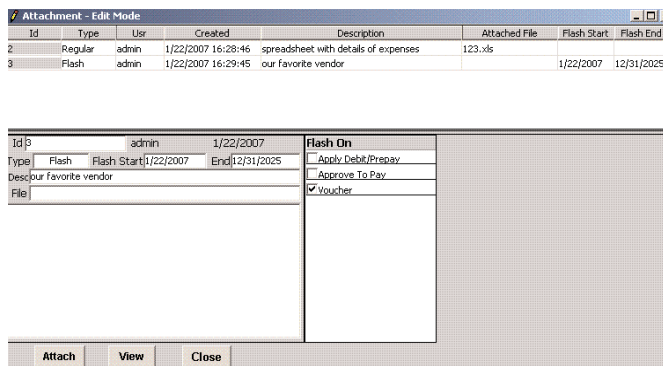 Attachment - Edit Mode
Id Type Usr Created Description Attached File Flash Start Flash End
2 Regular admin 1/22/2007 16:28:46 spreadsheet with details of expenses 123.xls
3 Flash admin 1/22/2007 16:29:45 our favorite vendor 1/22/2007 12/31/2025
Id 3 admin 1/22/2007 Flash On
Type Flash Flash Start 1/22/2007 End 12/31/2025 Apply Debit/Prepay
Desc our favorite vendor Approve To Pay
File Voucher
Attach View Close